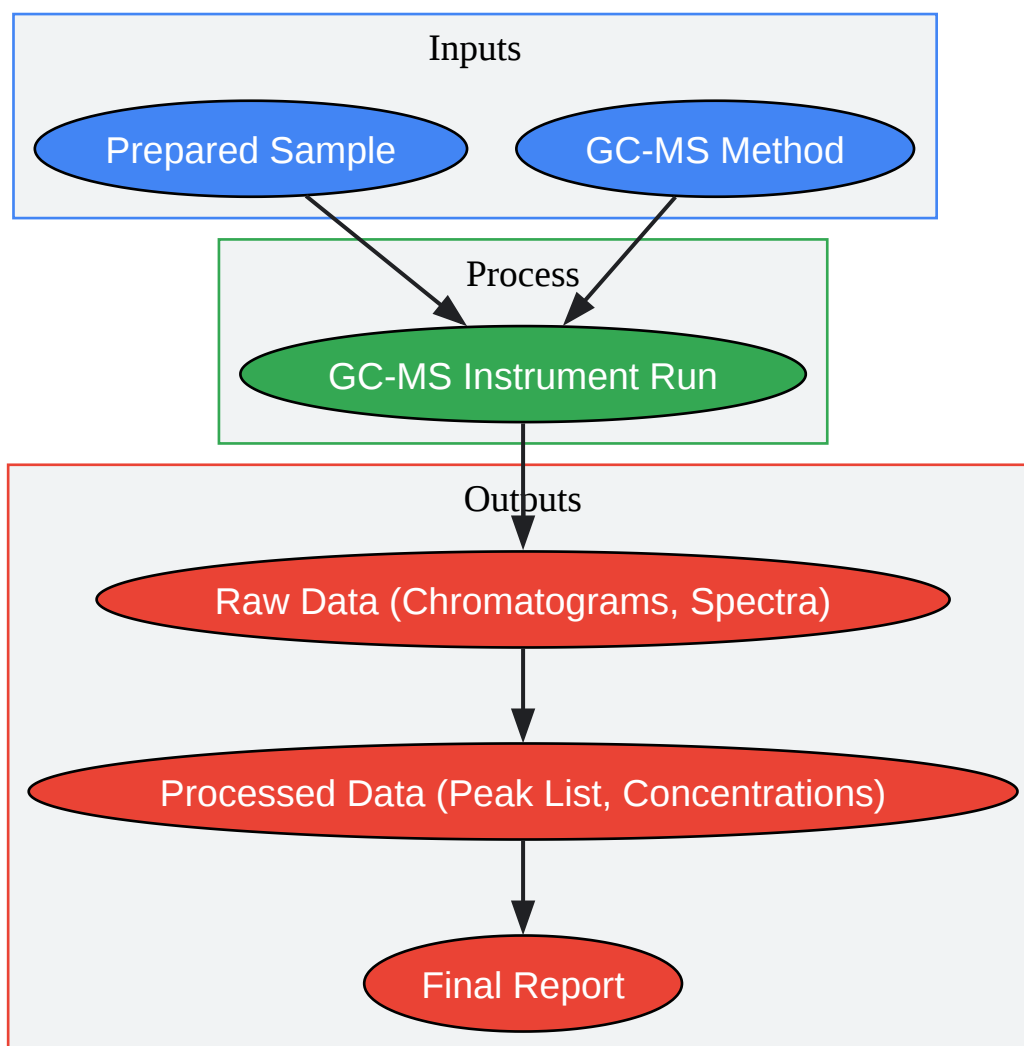 Inputs
Prepared Sample
GC-MS Method
Process
GC-MS Instrument Run
Outputs
Raw Data (Chromatograms, Spectra)
Processed Data (Peak List, Concentrations)
Final Report